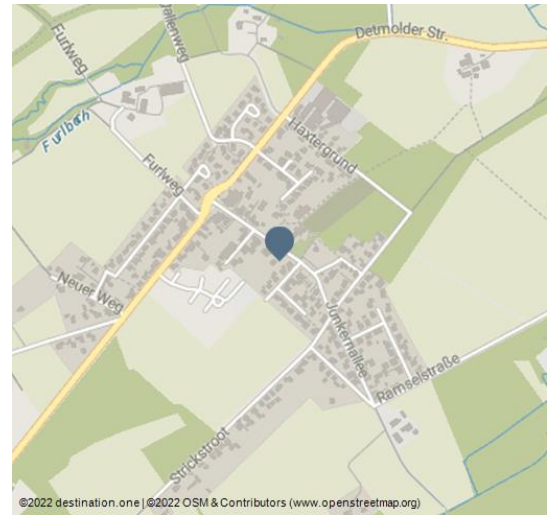 Detmolder Str.
Furlweg
Dallenweg
Furlbach
Haxtergrund
Furlweg
Neuer Weg
Junkernallee
Ramselstraße
Strickstroot
©2022 destination.one | ©2022 OSM & Contributors (www.openstreetmap.org)